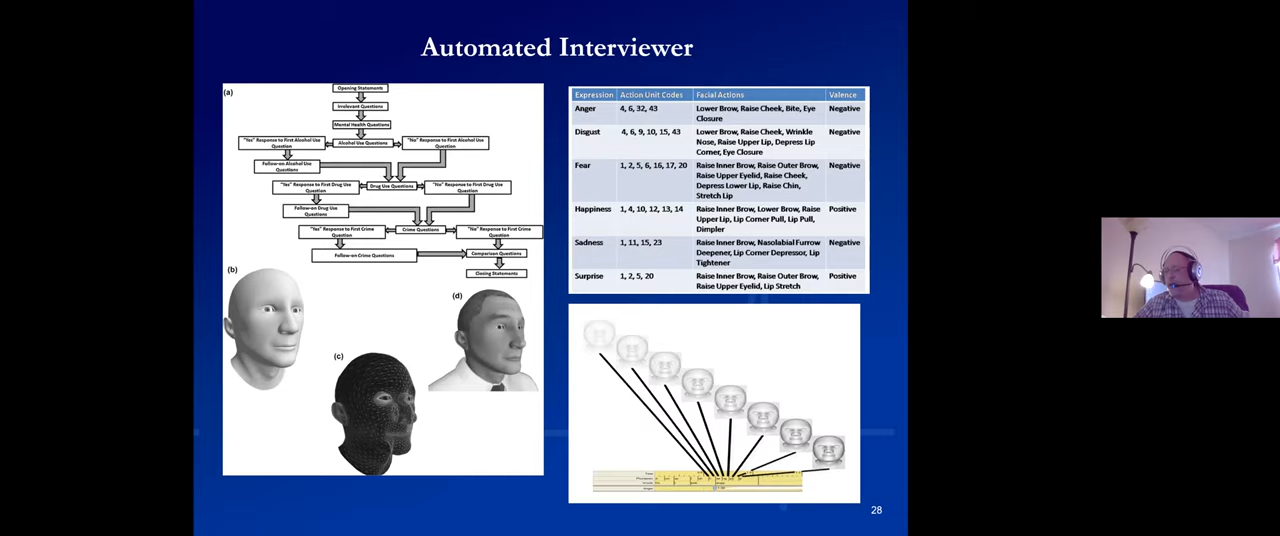 Automated Interviewer
(a)
Opening Statements
Irrelevant Questions
Mental Health Questions
"Yes" Response to First Alcohol Use
Question
Alcohol Use Questions
"No" Response to First Alcohol Use
Question
Follow-on Alcohol Use
Questions
"Yes" Response to First Drug Use
Question
Drug Use Questions
"No" Response to First Drug Use
Question
Follow-on Drug Use
Questions
"Yes" Response to First Crime
Question
Crime Questions
"No" Response to First Crime
Question
Follow-on Crime Questions
Comparison Questions
Closing Statements
(b)
(c)
(d)
Expression Action Unit Codes Facial Actions Valence
Anger 4, 6, 32, 43 Lower Brow, Raise Cheek, Bite, Eye Negative
Closure
Disgust 4, 6, 9, 10, 15, 43 Lower Brow, Raise Cheek, Wrinkle Negative
Nose, Raise Upper Lip, Depress Lip
Corner, Eye Closure
Fear 1, 2, 5, 6, 16, 17, 20 Raise Inner Brow, Raise Outer Brow, Negative
Raise Upper Eyelid, Raise Cheek,
Depress Lower Lip, Raise Chin,
Stretch Lip
Happiness 1, 4, 10, 12, 13, 14 Raise Inner Brow, Lower Brow, Raise Positive
Upper Lip, Lip Corner Pull, Lip Pull,
Dimpler
Sadness 1, 11, 15, 23 Raise Inner Brow, Nasolabial Furrow Negative
Deepener, Lip Corner Depressor, Lip
Tightener
Surprise 1, 2, 5, 20 Raise Inner Brow, Raise Outer Brow, Positive
Raise Upper Eyelid, Lip Stretch
28